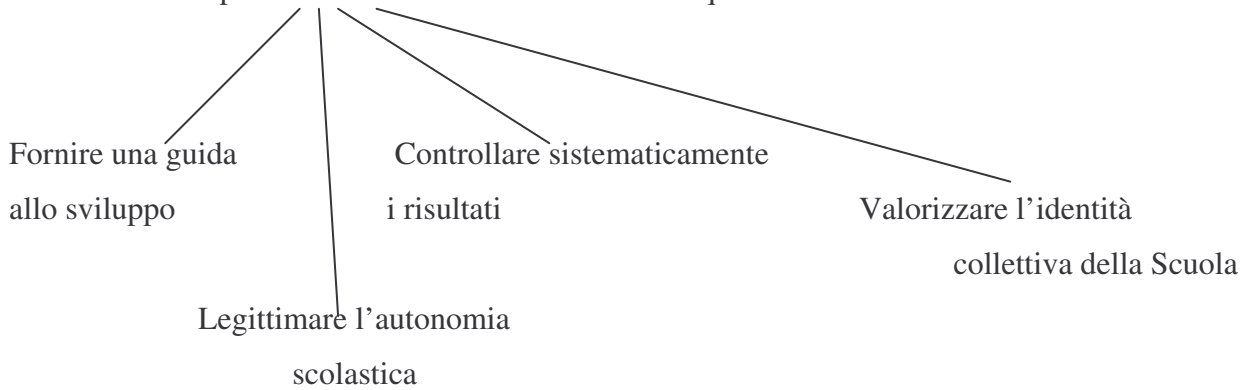 Fornire una guida
allo sviluppo
Controllare sistematicamente
i risultati
Valorizzare l’identità
collettiva della Scuola
Legittimare l’autonomia
scolastica